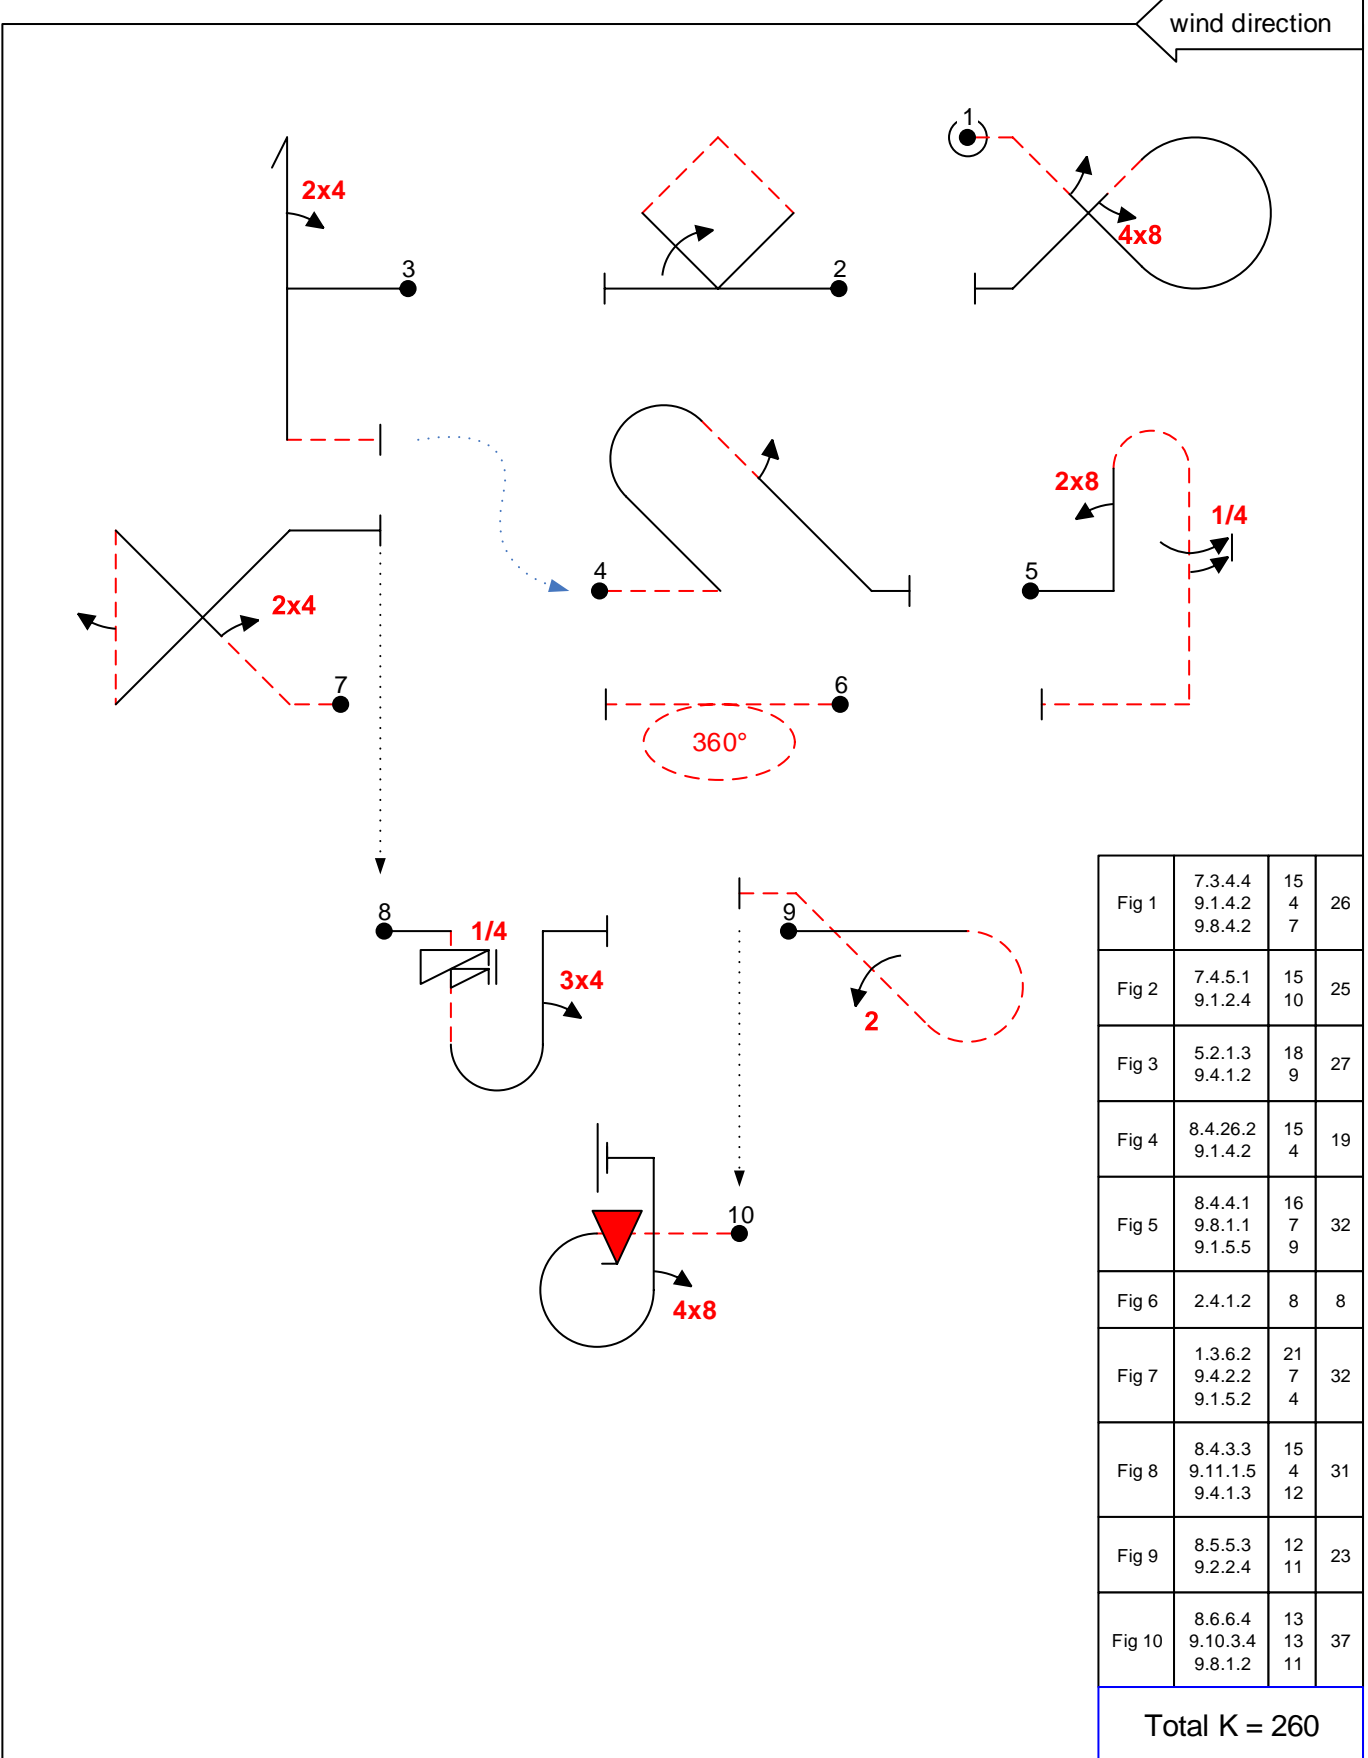 wind direction
1
2x4
4x8
3
2
2x8
1/4
4
5
2x4
7
6
360°
8
1/4
9
3x4
2
10
4x8
Fig 1 7.3.4.4 15 26
9.1.4.2 4
9.8.4.2 7
Fig 2 7.4.5.1 15 25
9.1.2.4 10
Fig 3 5.2.1.3 18 27
9.4.1.2 9
Fig 4 8.4.26.2 15 19
9.1.4.2 4
Fig 5 8.4.4.1 16 32
9.8.1.1 7
9.1.5.5 9
Fig 6 2.4.1.2 8 8
Fig 7 1.3.6.2 21 32
9.4.2.2 7
9.1.5.2 4
Fig 8 8.4.3.3 15 31
9.11.1.5 4
9.4.1.3 12
Fig 9 8.5.5.3 12 23
9.2.2.4 11
Fig 10 8.6.6.4 13 37
9.10.3.4 13
9.8.1.2 11
Total K = 260